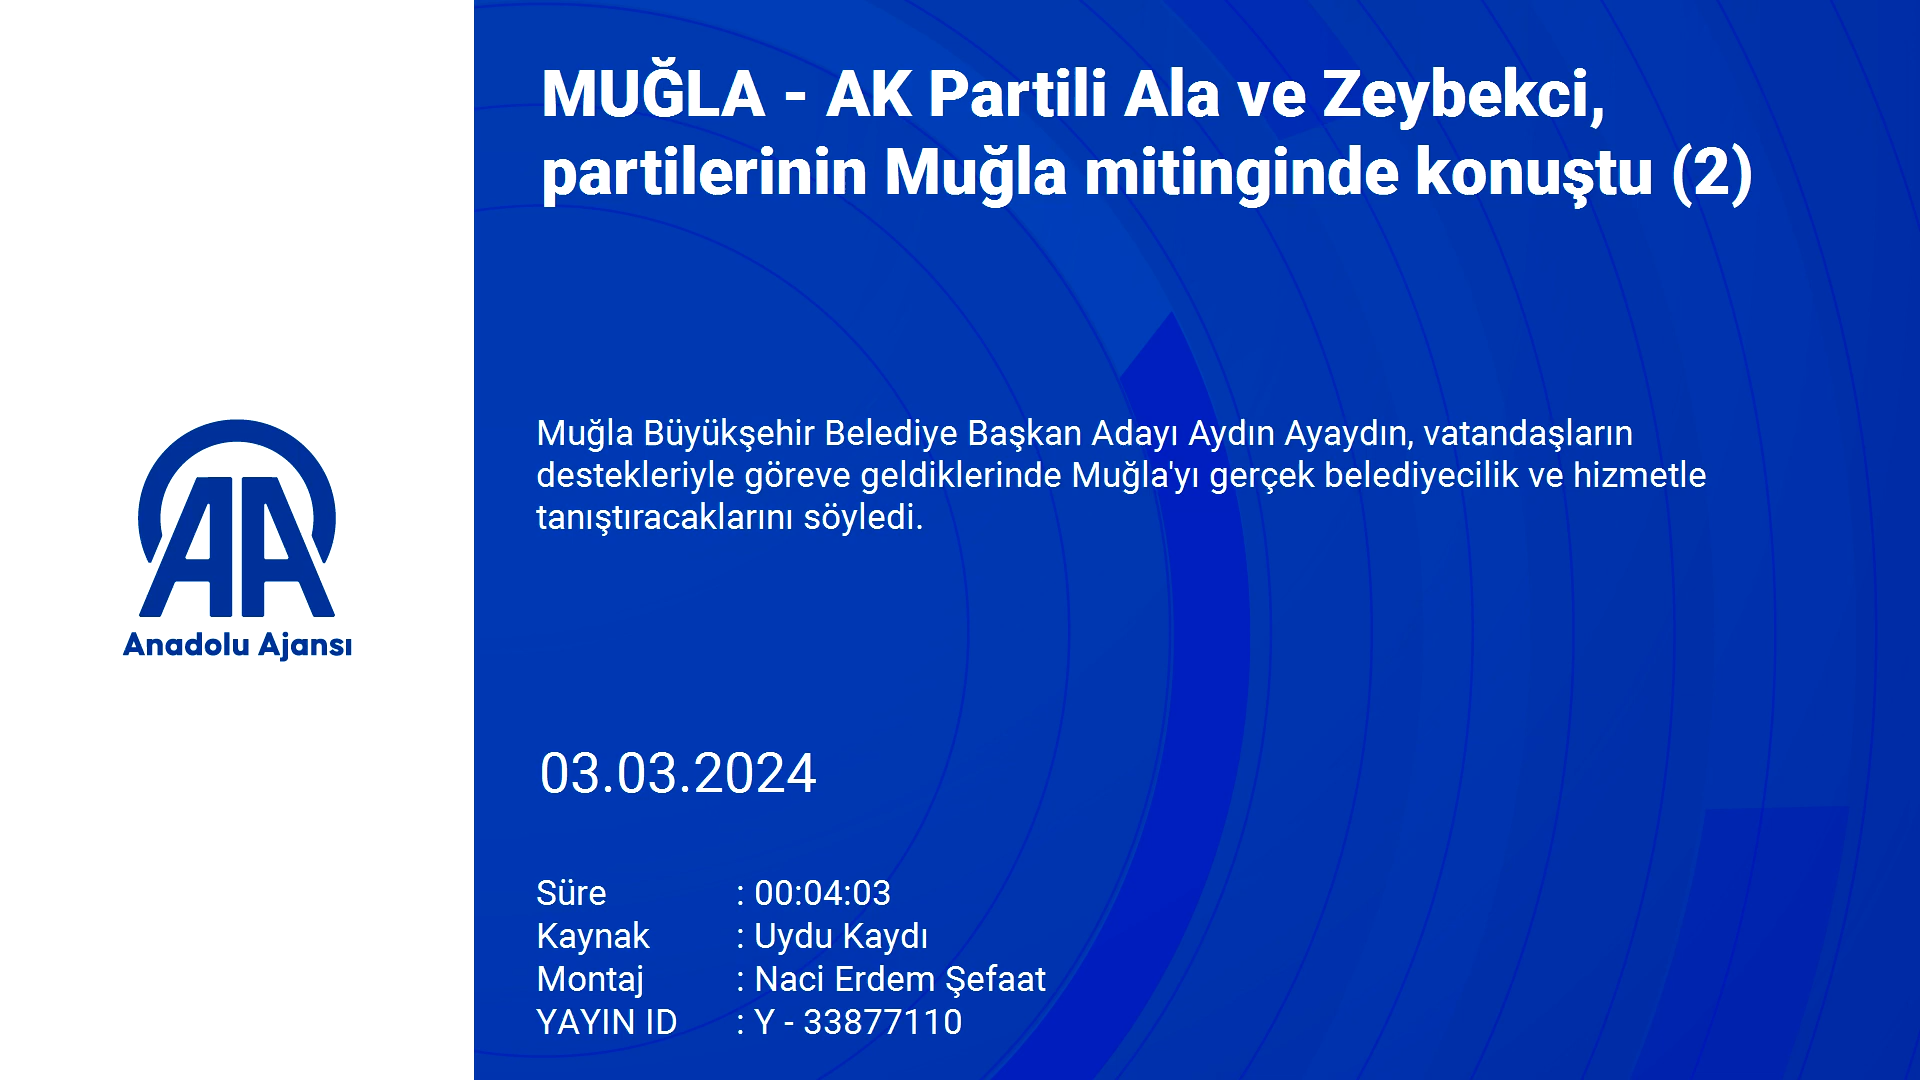 MUĞLA - AK Partili Ala ve Zeybekci,
partilerinin Muğla mitinginde konuştu (2)
Muğla Büyükşehir Belediye Başkan Adayı Aydın Ayaydın, vatandaşların
destekleriyle göreve geldiklerinde Muğla'yı gerçek belediyecilik ve hizmetle
tanıştıracaklarını söyledi.
AA
Anadolu Ajansı
03.03.2024
Süre : 00:04:03
Kaynak : Uydu Kaydı
Montaj : Naci Erdem Şefaat
YAYIN ID : Y - 33877110